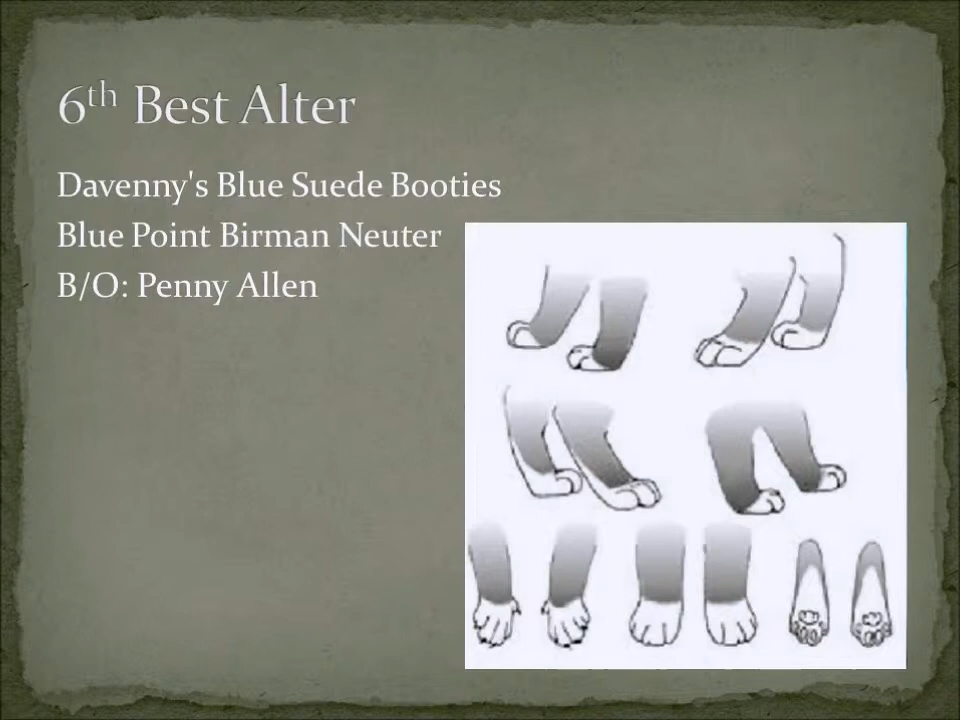 6th Best Alter
Davenny's Blue Suede Booties
Blue Point Birman Neuter
B/O: Penny Allen